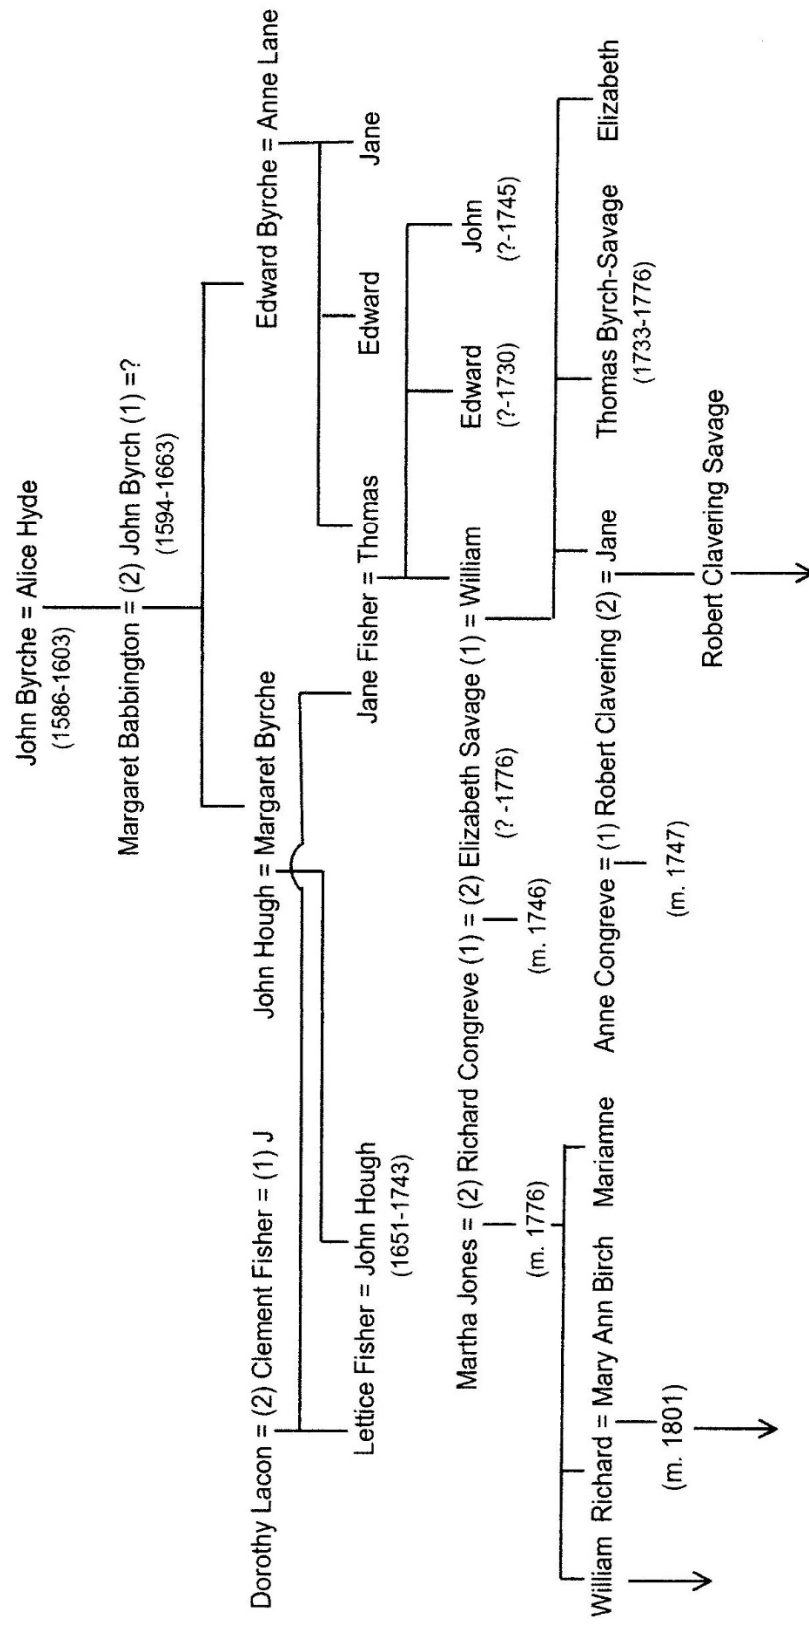 John Byrche = Alice Hyde
(1586-1603)
Margaret Babbington = (2) John Byrch (1) =?
(1594-1663)
Dorothy Lacon = (2) Clement Fisher = (1) J
John Hough = Margaret Byrche
Edward Byrche = Anne Lane
Lettice Fisher = John Hough
(1651-1743)
Jane Fisher = Thomas
Edward
Jane
Martha Jones = (2) Richard Congreve (1) = (2) Elizabeth Savage (1) = William
(m. 1776)
(m. 1746)
(? -1776)
Edward
(?-1730)
John
(?-1745)
William
Richard = Mary Ann Birch
(m. 1801)
Mariamne
Anne Congreve = (1) Robert Clavering (2) = Jane
(m. 1747)
Thomas Byrch-Savage
(1733-1776)
Elizabeth
Robert Clavering Savage